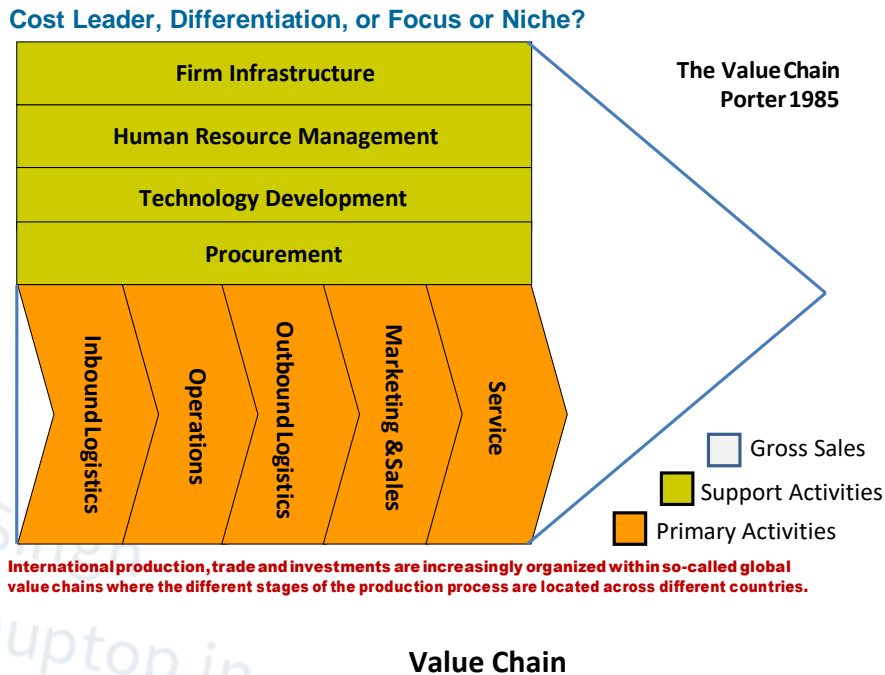 Cost Leader, Differentiation, or Focus or Niche?
Firm Infrastructure
The Value Chain
Porter 1985
Human Resource Management
Technology Development
Procurement
Inbound Logistics
Operations
Outbound Logistics
Marketing & Sales
Service
Gross Sales
Support Activities
Primary Activities
Singh
International production, trade and investments are increasingly organized within so-called global
value chains where the different stages of the production process are located across different countries.
Value Chain